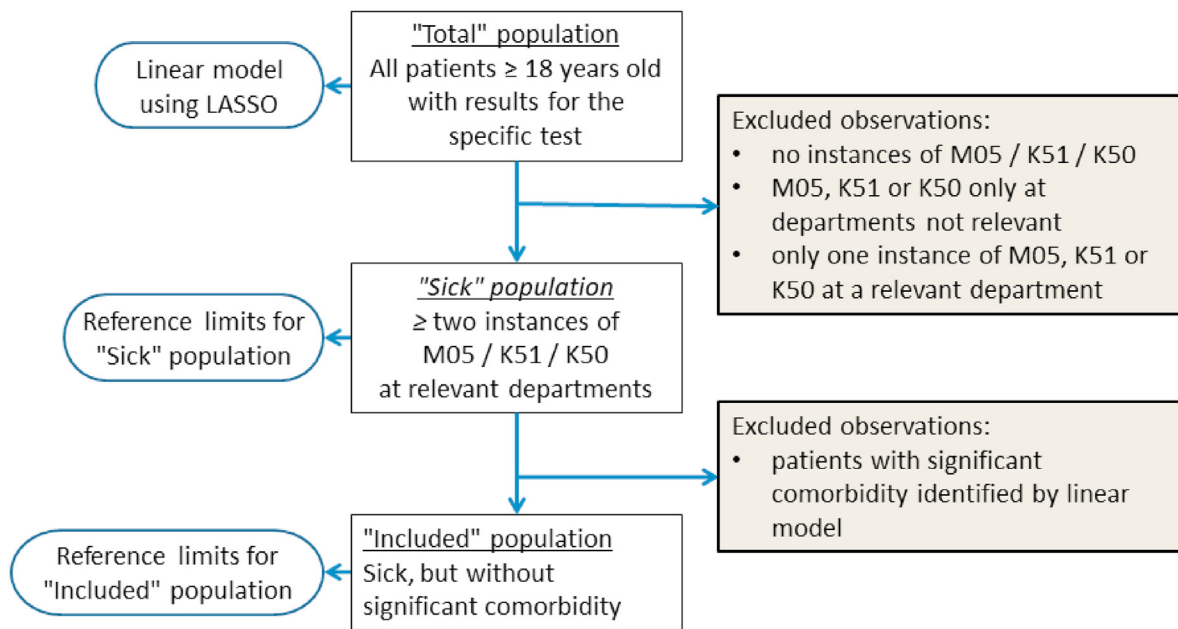 "Total" population
All patients ≥ 18 years old
with results for the
specific test
Linear model
using LASSO
Excluded observations:
• no instances of M05 / K51 / K50
• M05, K51 or K50 only at
departments not relevant
• only one instance of M05, K51 or
K50 at a relevant department
"Sick" population
≥ two instances of
M05 / K51 / K50
at relevant departments
Reference limits for
"Sick" population
Excluded observations:
• patients with significant
comorbidity identified by linear
model
"Included" population
Sick, but without
significant comorbidity
Reference limits for
"Included" population